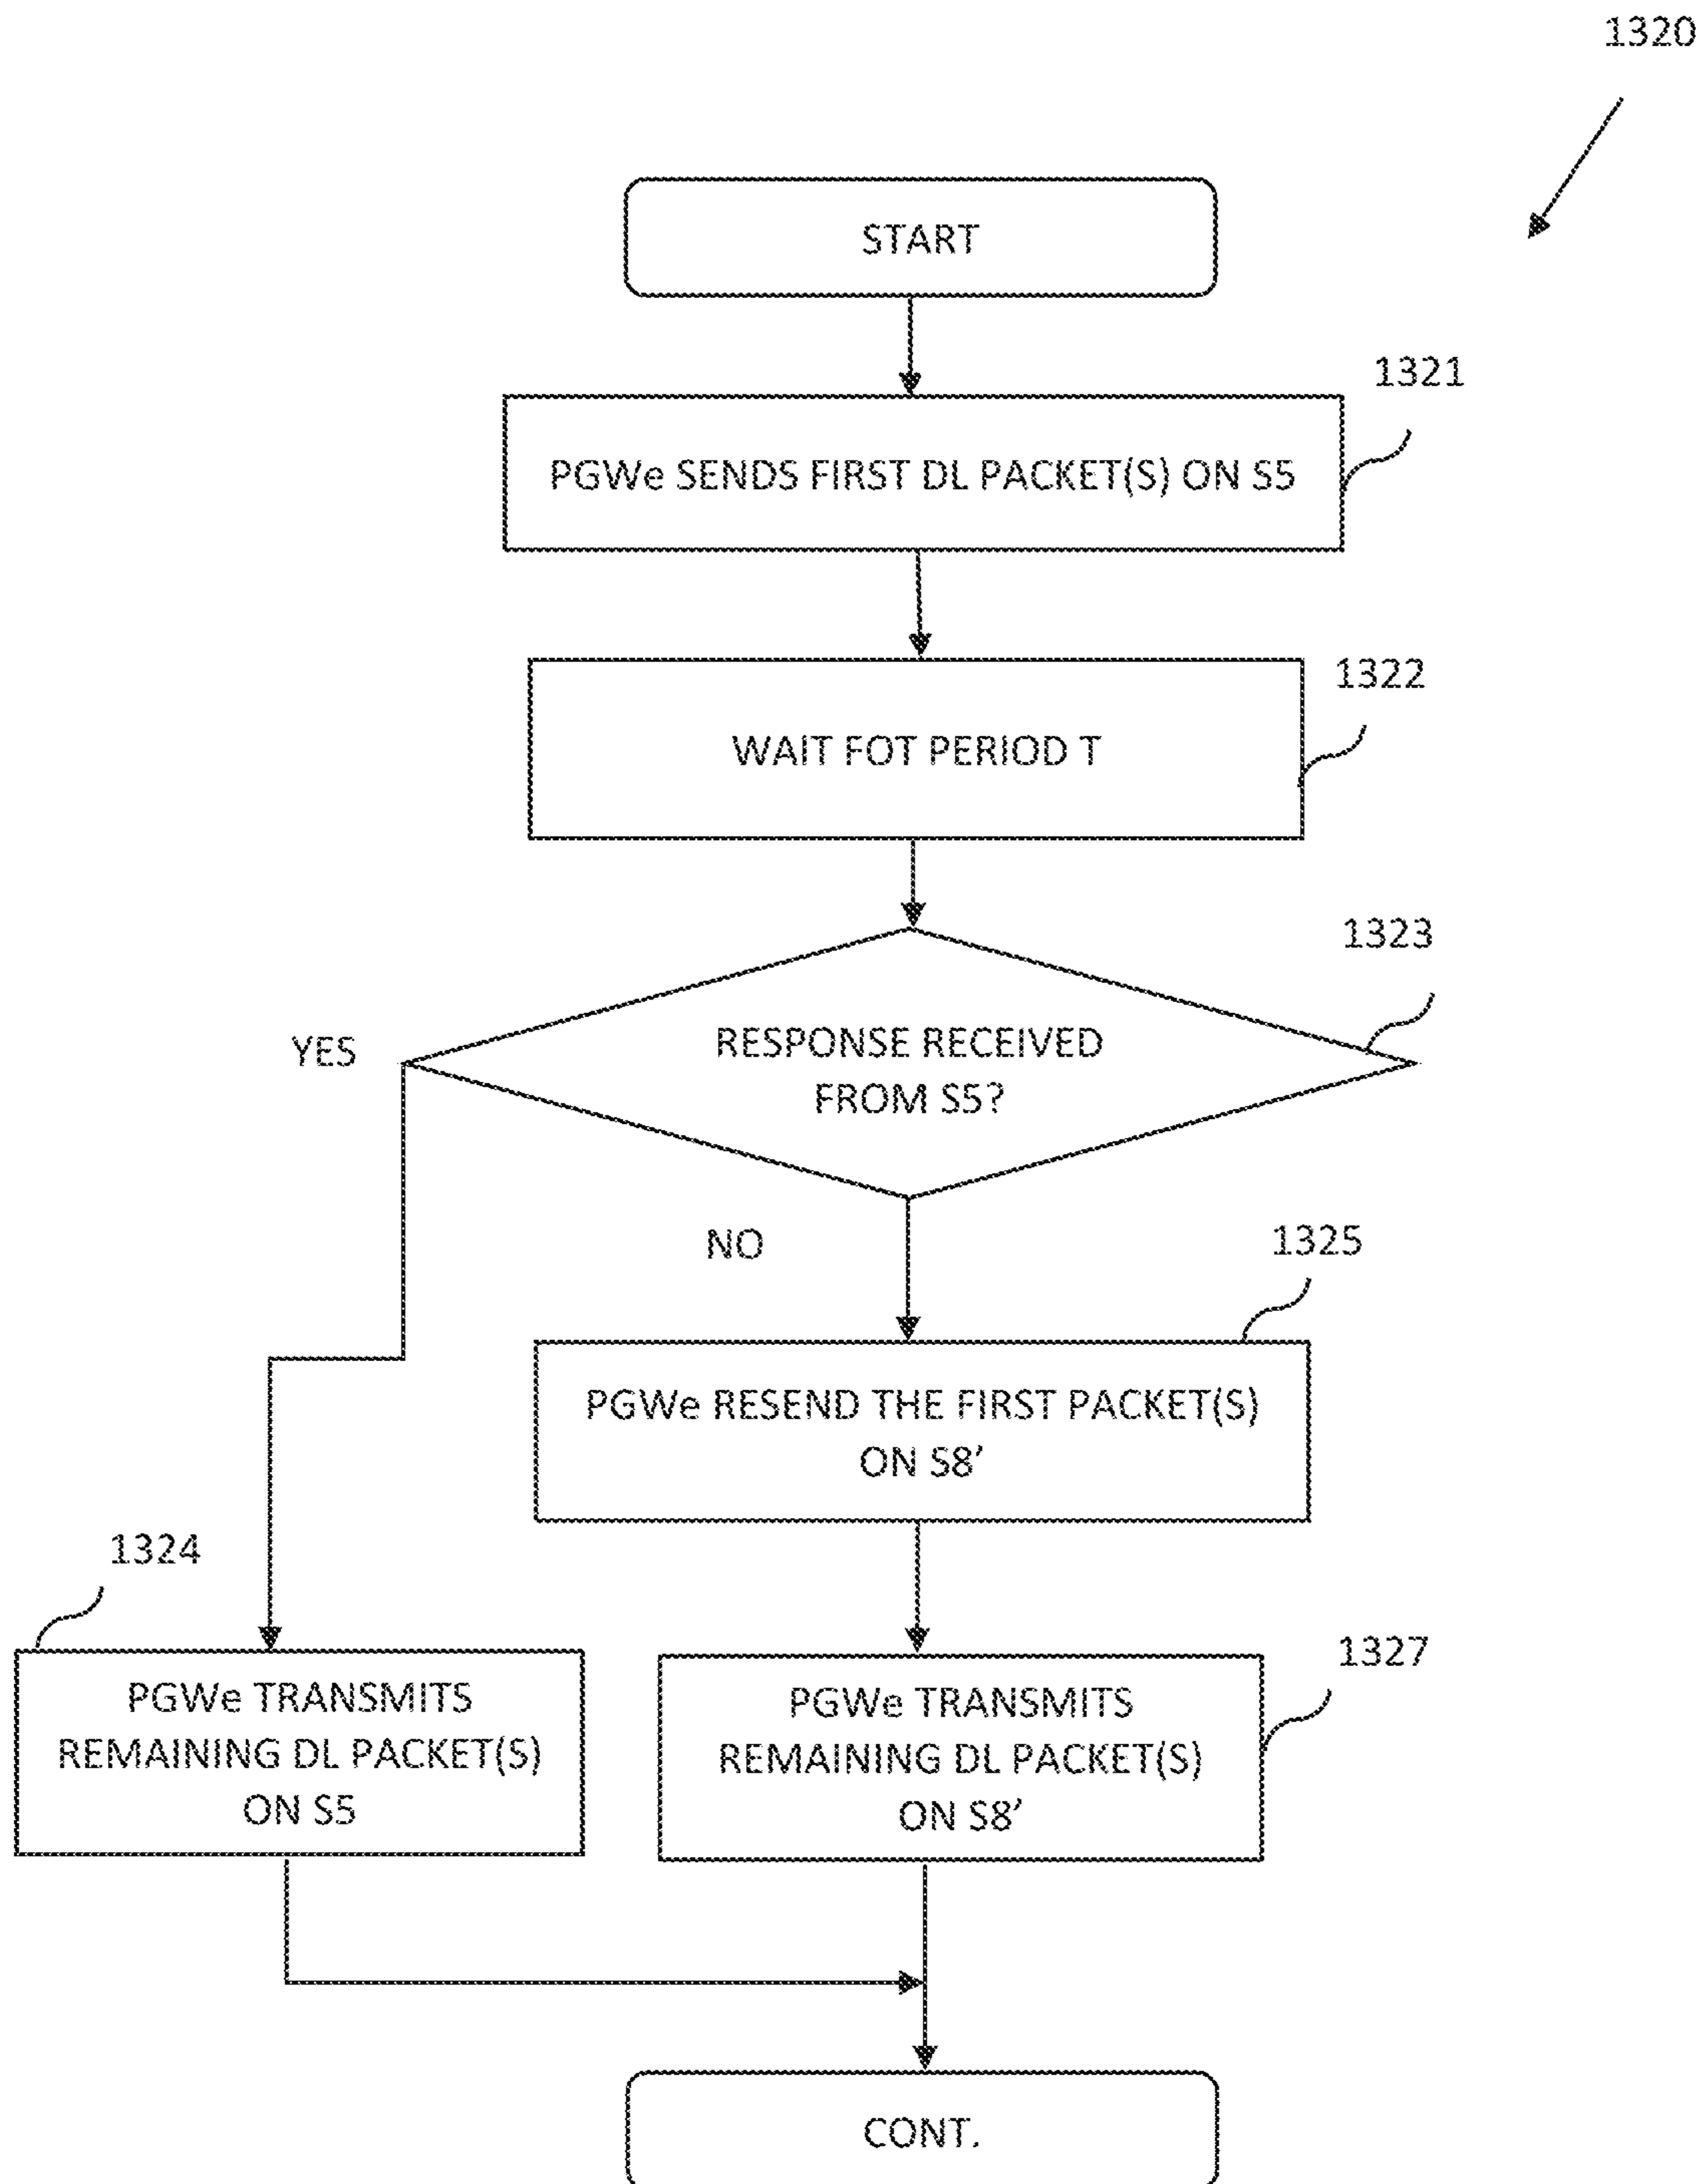 1320
START
1321
PGWe SENDS FIRST DL PACKET(S) ON S5
1322
WAIT FOT PERIOD T
1323
YES
RESPONSE RECEIVED
FROM S5?
NO
1325
PGWe RESEND THE FIRST PACKET(S)
ON S8'
1324
1327
PGWe TRANSMITS
REMAINING DL PACKET(S)
ON S5
PGWe TRANSMITS
REMAINING DL PACKET(S)
ON S8'
CONT.